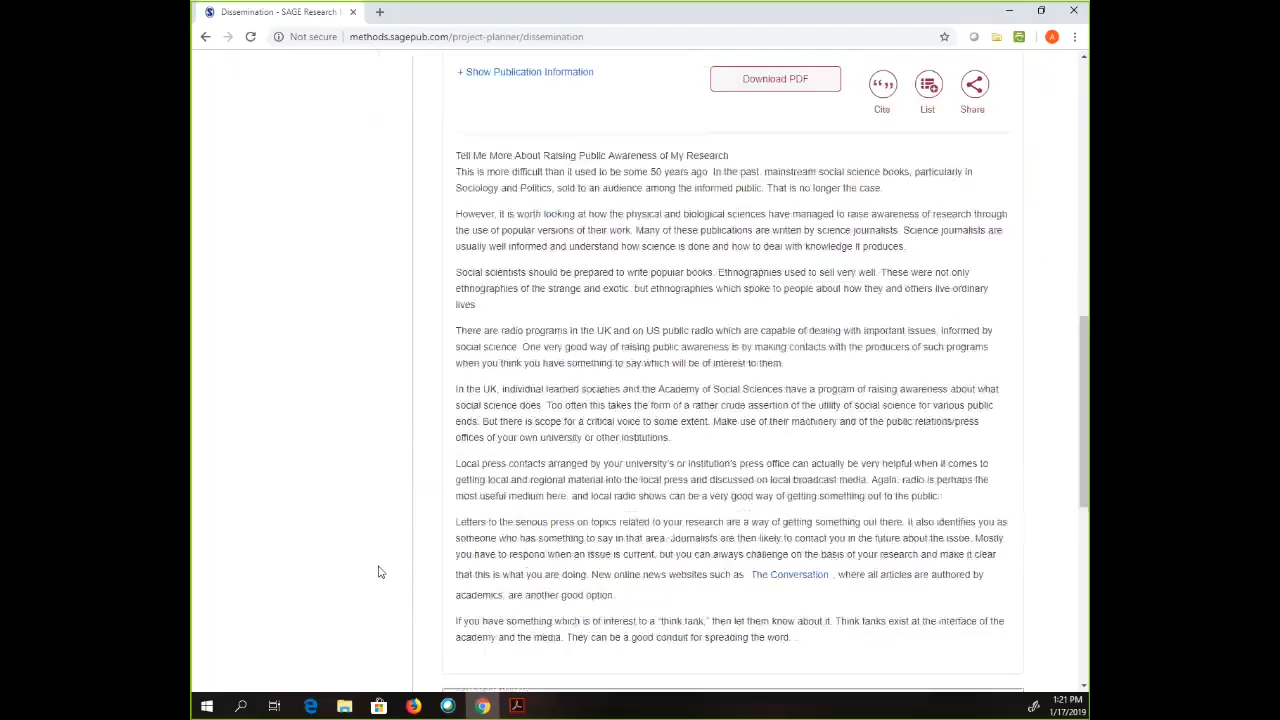 Dissemination - SAGE Research
Not secure | methods.sagepub.com/project-planner/dissemination
A
+ Show Publication Information
Download PDF
Cite
List
Share
Tell Me More About Raising Public Awareness of My Research
This is more difficult than it used to be some 50 years ago. In the past, mainstream social science books, particularly in
Sociology and Politics, sold to an audience among the informed public. That is no longer the case.
However, it is worth looking at how the physical and biological sciences have managed to raise awareness of research through
the use of popular versions of their work. Many of these publications are written by science journalists. Science journalists are
usually well informed and understand how science is done and how to deal with knowledge it produces.
Social scientists should be prepared to write popular books. Ethnographies used to sell very well. These were not only
ethnographies of the strange and exotic, but ethnographies which spoke to people about how they and others live ordinary
lives
There are radio programs in the UK and on US public radio which are capable of dealing with important issues, informed by
social science. One very good way of raising public awareness is by making contacts with the producers of such programs
when you think you have something to say which will be of interest to them.
In the UK, individual learned societies and the Academy of Social Sciences have a program of raising awareness about what
social science does. Too often this takes the form of a rather crude assertion of the utility of social science for various public
ends. But there is scope for a critical voice to some extent. Make use of their machinery and of the public relations/press
offices of your own university or other institutions.
Local press contacts arranged by your university's or institution's press office can actually be very helpful when it comes to
getting local and regional material into the local press and discussed on local broadcast media. Again, radio is perhaps the
most useful medium here, and local radio shows can be a very good way of getting something out to the public.
Letters to the serious press on topics related to your research are a way of getting something out there. It also identifies you as
someone who has something to say in that area. Journalists are then likely to contact you in the future about the issue. Mostly
you have to respond when an issue is current, but you can always challenge on the basis of your research and make it clear
that this is what you are doing. New online news websites such as The Conversation , where all articles are authored by
academics, are another good option.
If you have something which is of interest to a “think tank,” then let them know about it. Think tanks exist at the interface of the
academy and the media. They can be a good conduit for spreading the word. .
1:21 PM
1/17/2019